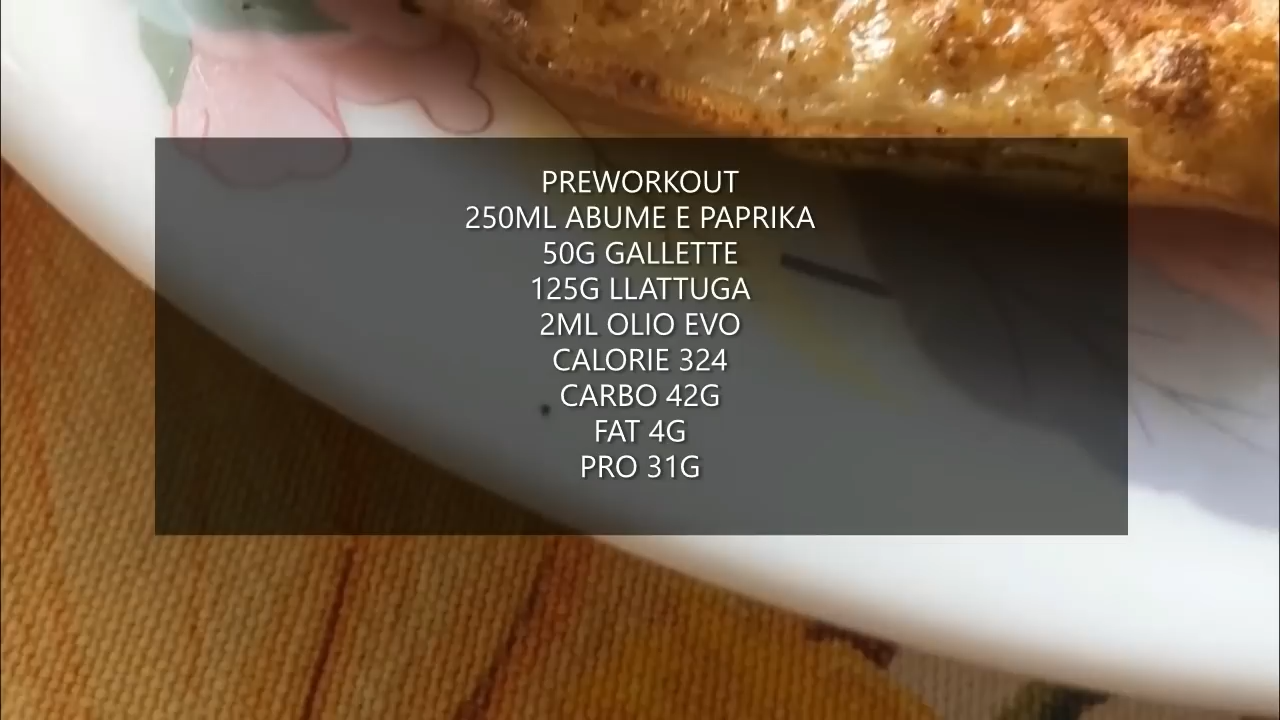 PREWORKOUT
250ML ABUME E PAPRIKA
50G GALLETTE
125G LLATTUGA
2ML OLIO EVO
CALORIE 324
CARBO 42G
FAT 4G
PRO 31G